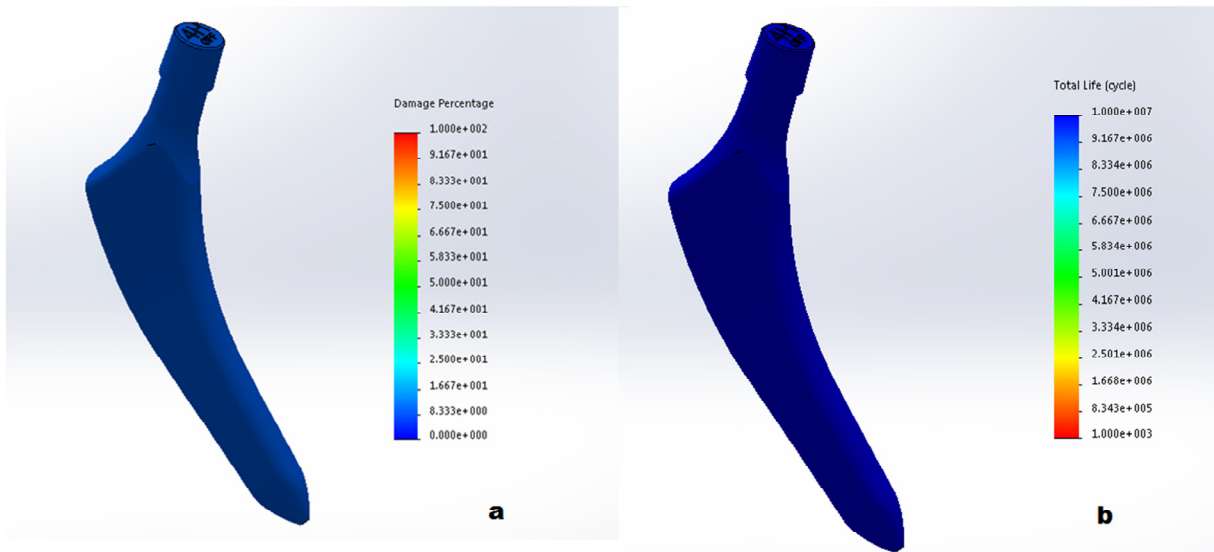 Damage Percentage
1.000e+002
9.167e+001
8.333e+001
7.500e+001
6.667e+001
5.833e+001
5.000e+001
4.167e+001
3.333e+001
2.500e+001
1.667e+001
8.333e+000
0.000e+000
a
Total Life (cycle)
1.000e+007
9.167e+006
8.334e+006
7.500e+006
6.667e+006
5.834e+006
5.001e+006
4.167e+006
3.334e+006
2.501e+006
1.668e+006
8.343e+005
1.000e+003
b